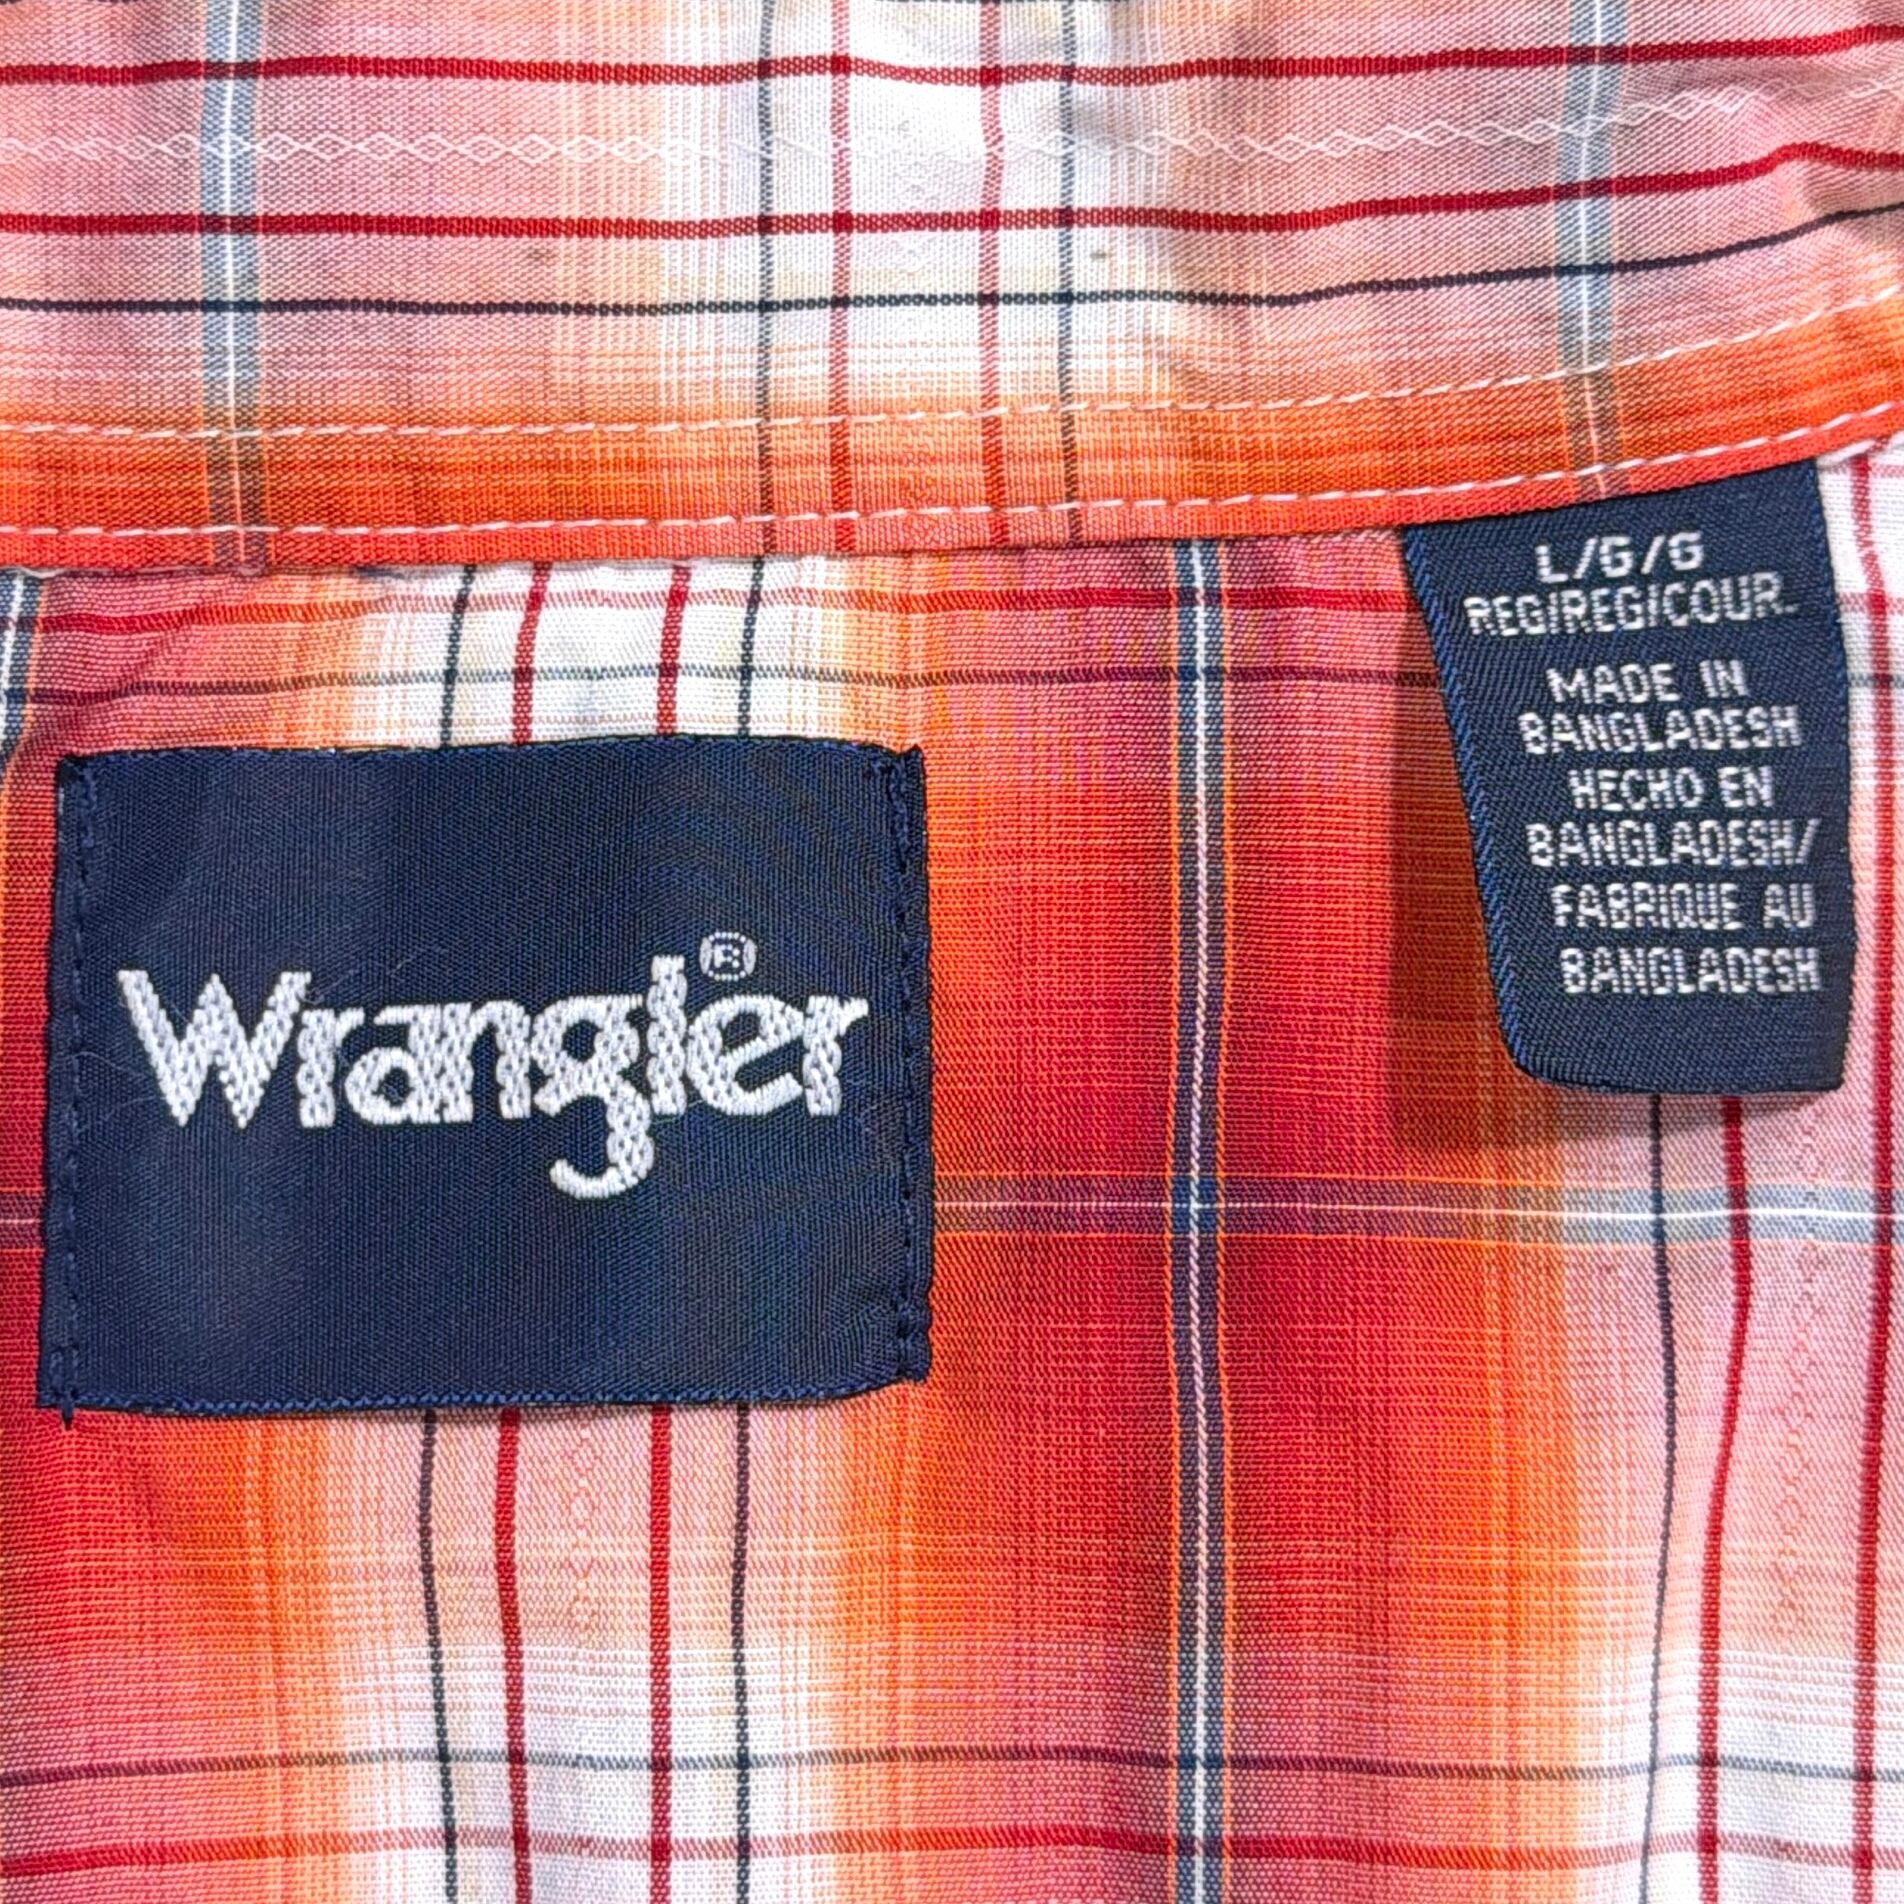 Wrangler®
L/G/G
REG/REG/COUR.
MADE IN
BANGLADESH
HECHO EN
BANGLADESH/
FABRIQUE AU
BANGLADESH